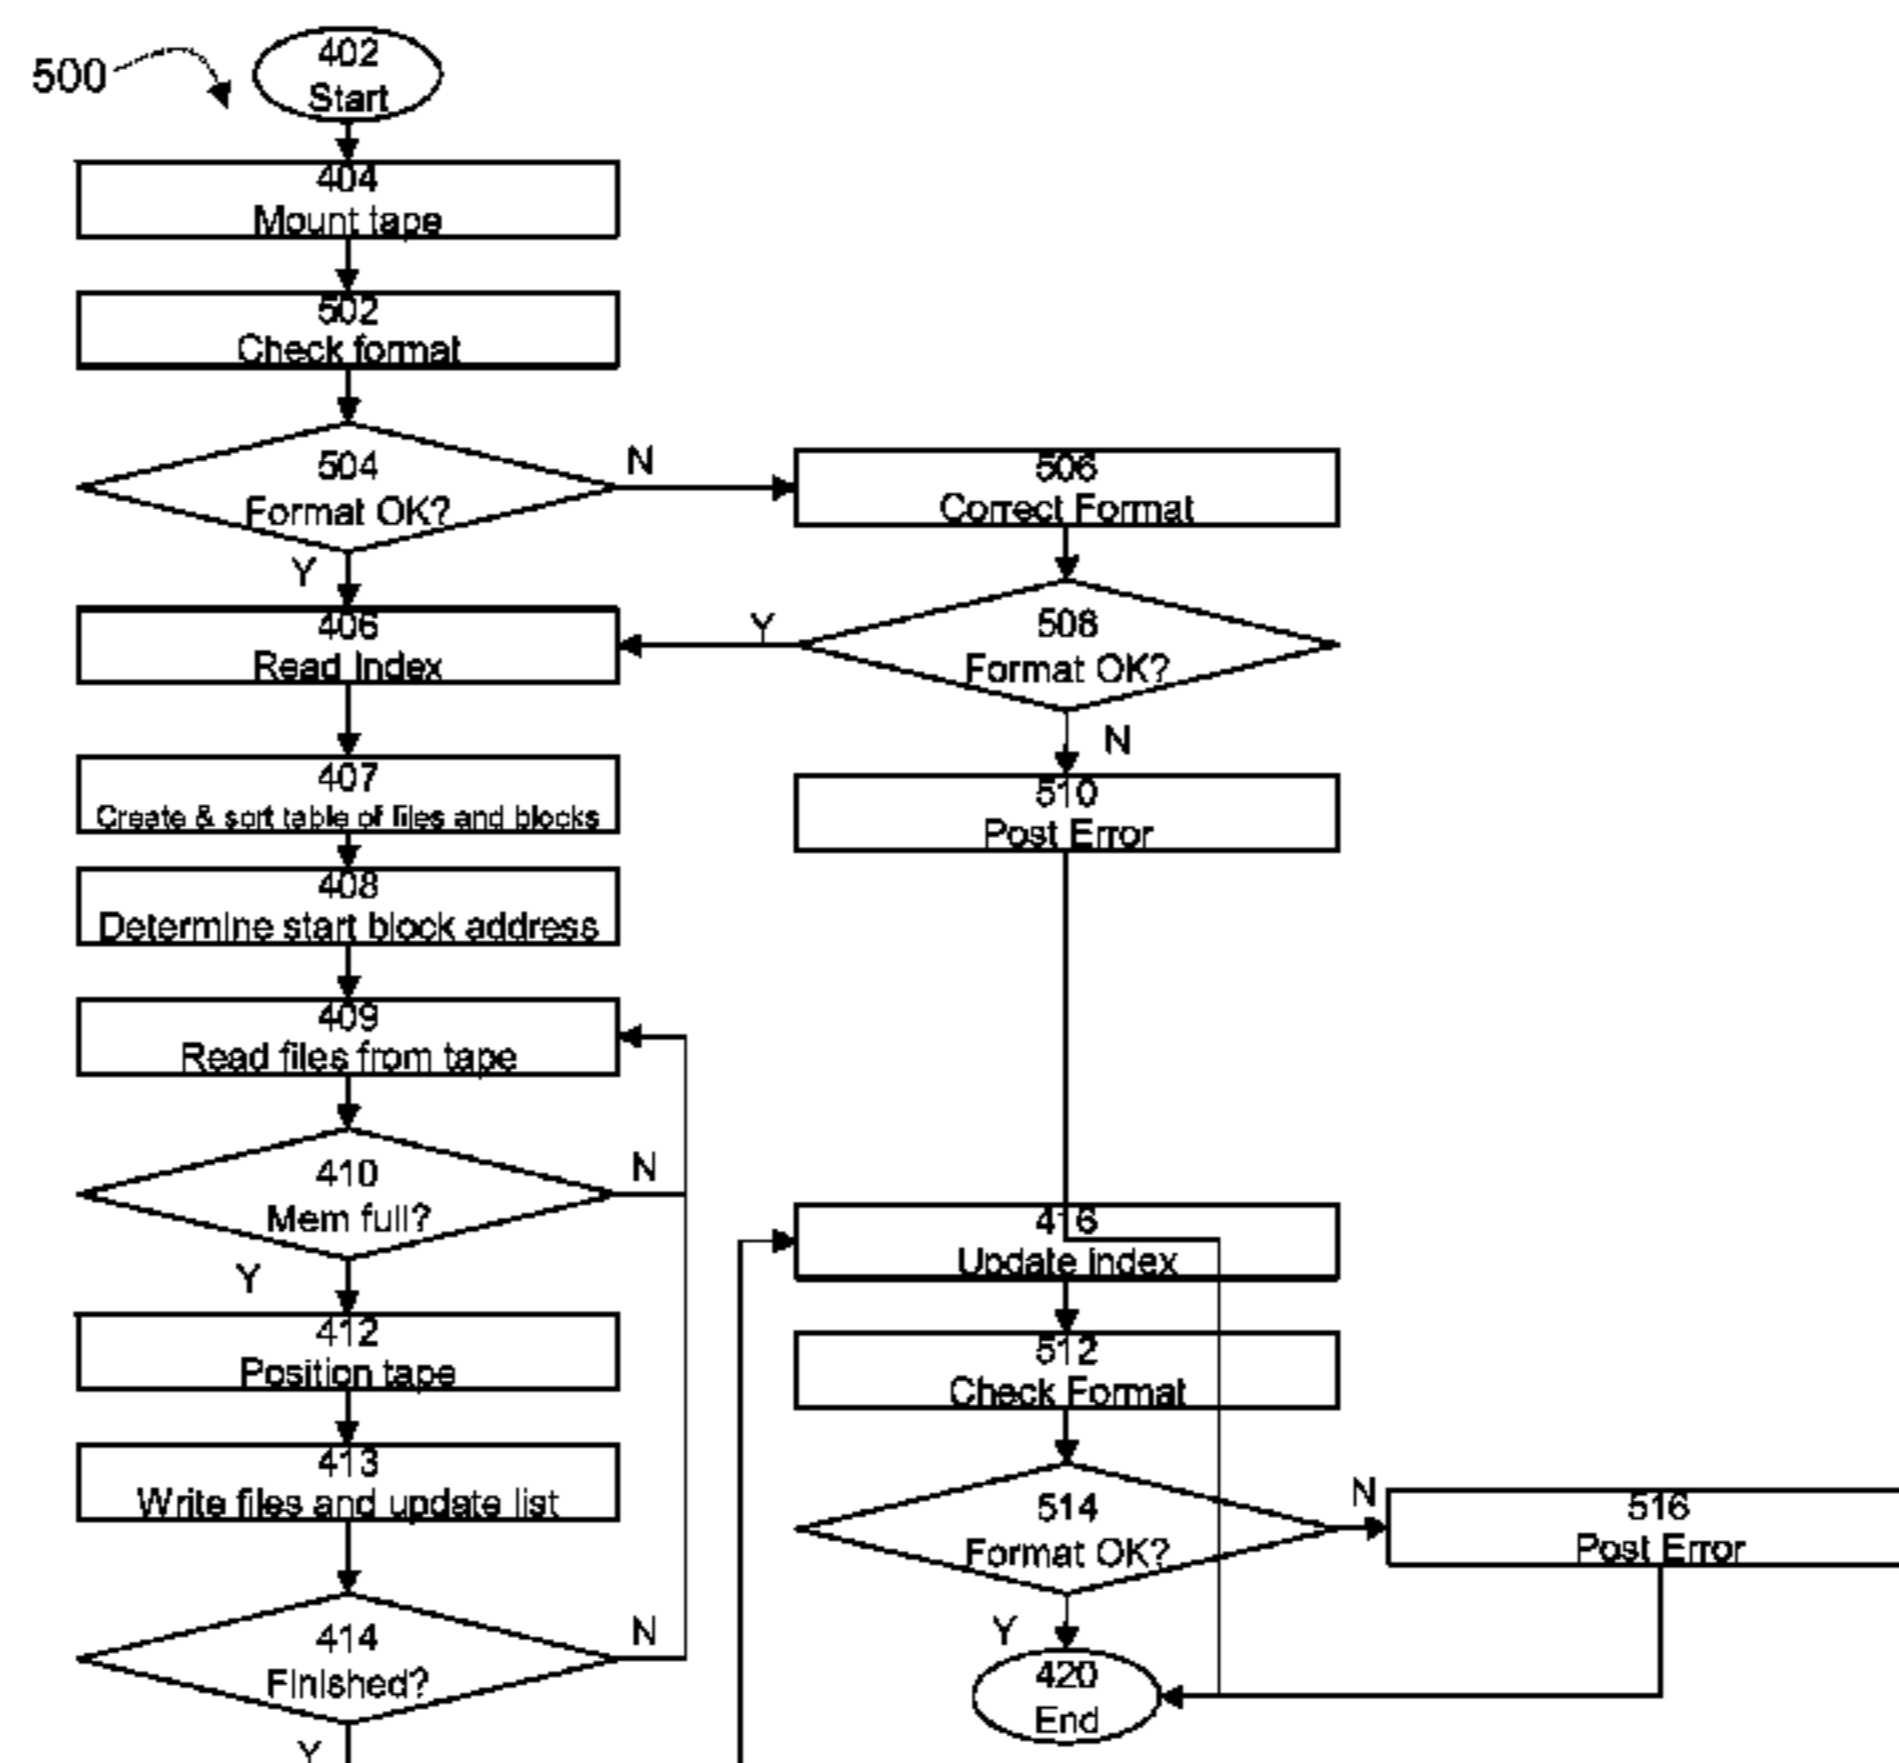 500
402
Start
404
Mount tape
502
Check format
504
Format OK?
N
Y
506
Correct Format
406
Read Index
Y
508
Format OK?
N
407
Create & sort table of files and blocks
510
Post Error
408
Determine start block address
409
Read files from tape
410
Mem full?
N
Y
416
Update index
412
Position tape
512
Check Format
413
Write files and update list
514
Format OK?
N
516
Post Error
Y
414
Finished?
N
Y
420
End